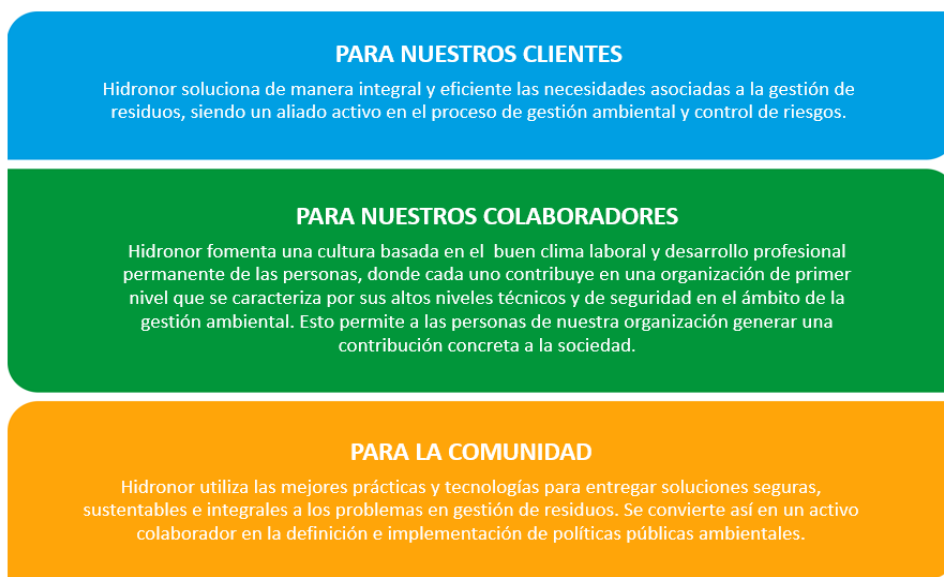 PARA NUESTROS CLIENTES
Hidronor soluciona de manera integral y eficiente las necesidades asociadas a la gestión de
residuos, siendo un aliado activo en el proceso de gestión ambiental y control de riesgos.
PARA NUESTROS COLABORADORES
Hidronor fomenta una cultura basada en el  buen clima laboral y desarrollo profesional
permanente de las personas, donde cada uno contribuye en una organización de primer
nivel que se caracteriza por sus altos niveles técnicos y de seguridad en el ámbito de la
gestión ambiental. Esto permite a las personas de nuestra organización generar una
contribución concreta a la sociedad.
PARA LA COMUNIDAD
Hidronor utiliza las mejores prácticas y tecnologías para entregar soluciones seguras,
sustentables e integrales a los problemas en gestión de residuos. Se convierte así en un activo
colaborador en la definición e implementación de políticas públicas ambientales.